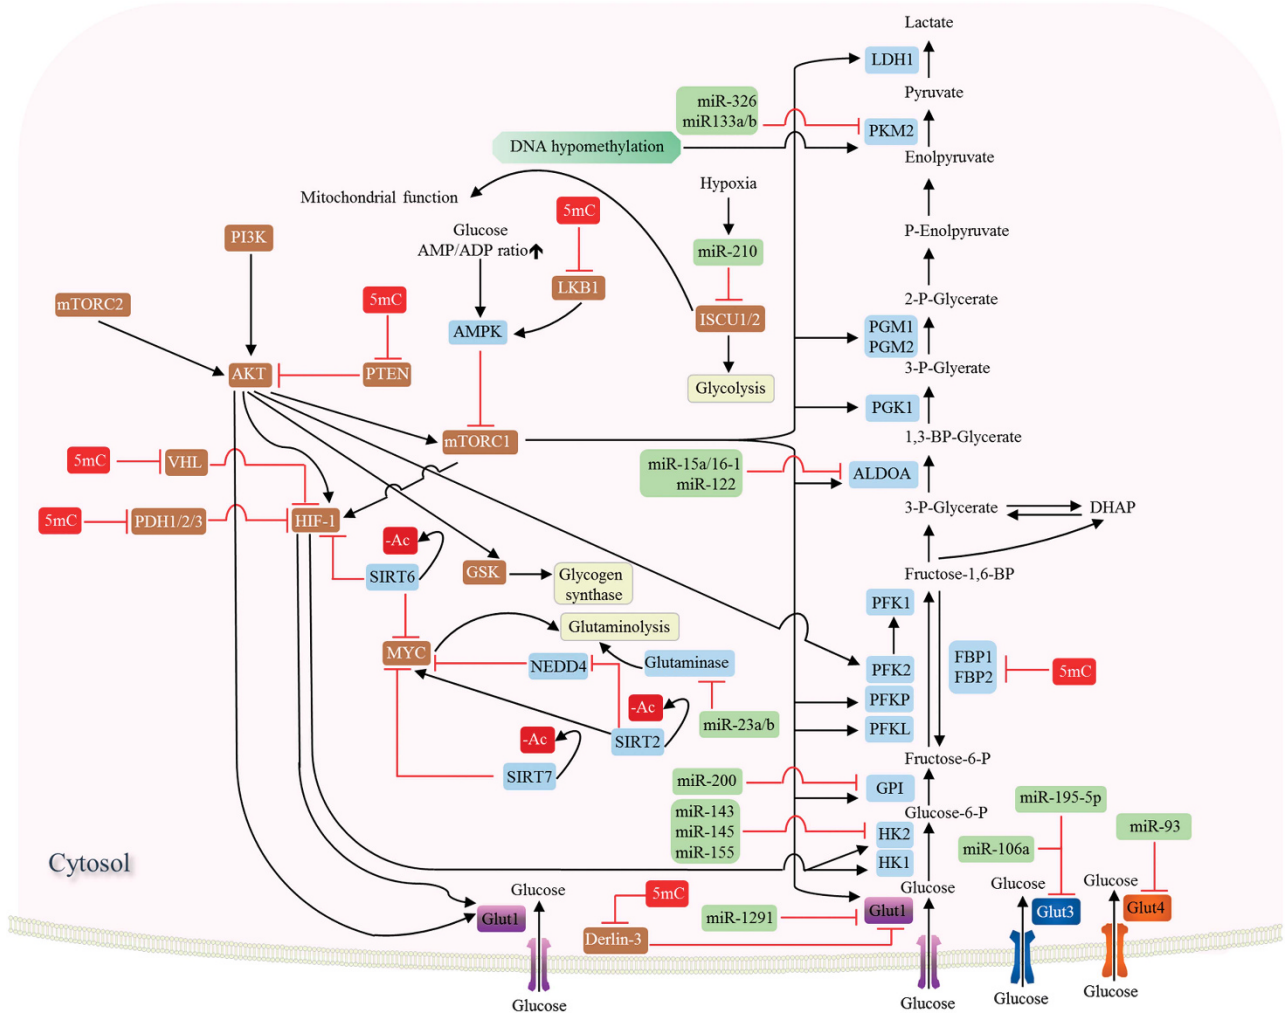 Lactate
LDH1
Pyruvate
miR-326
miR133a/b
PKM2
DNA hypomethylation
Enolpyruvate
Mitochondrial function
Hypoxia
5mC
Glucose
AMP/ADP ratio
PI3K
miR-210
P-Enolpyruvate
LKB1
mTORC2
5mC
2-P-Glycerate
ISCU1/2
AMPK
PGM1
PGM2
AKT
PTEN
3-P-Glyerate
Glycolysis
PGK1
mTORC1
1,3-BP-Glycerate
5mC
VHL
miR-15a/16-1
miR-122
ALDOA
3-P-Glycerate
DHAP
5mC
PDH1/2/3
HIF-1
-Ac
SIRT6
GSK
Glycogen
synthase
Fructose-1,6-BP
PFK1
Glutaminolysis
MYC
NEDD4
Glutaminase
PFK2
FBP1
FBP2
5mC
PFKP
-Ac
miR-23a/b
PFKL
-Ac
SIRT2
Fructose-6-P
SIRT7
miR-200
GPI
miR-195-5p
miR-143
miR-145
miR-155
Glucose-6-P
HK2
miR-93
miR-106a
HK1
Cytosol
Glucose
5mC
Glucose
Glucose
Glucose
Glut1
miR-1291
Glut1
Glut3
Glut4
Derlin-3
Glucose
Glucose
Glucose
Glucose